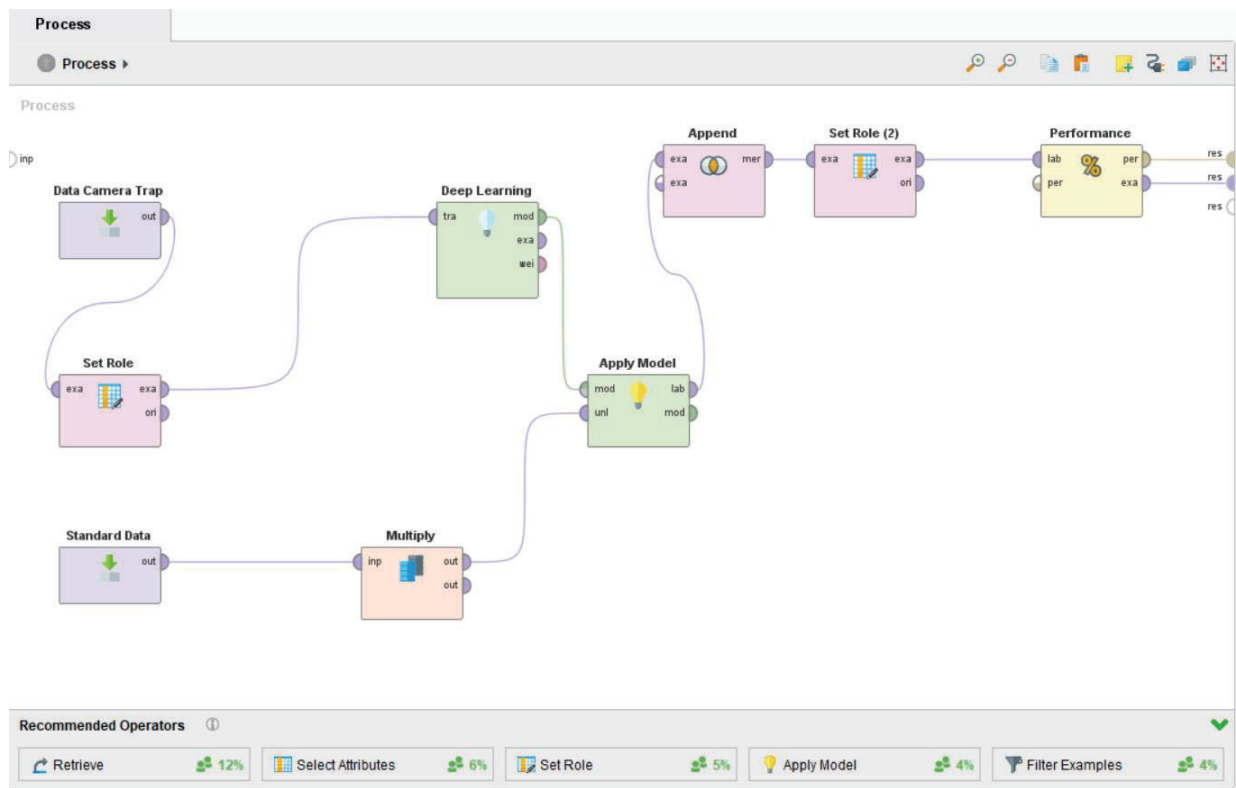 Process
Process
Process
inp
Append
exa
mer
exa
Set Role (2)
exa
exa
ori
Performance
lab
per
per
exa
res
res
res
Data Camera Trap
out
Deep Learning
tra
mod
exa
wei
Set Role
exa
exa
ori
Apply Model
mod
lab
unl
mod
Standard Data
out
Multiply
inp
out
out
Recommended Operators
Retrieve 12%
Select Attributes 6%
Set Role 5%
Apply Model 4%
Filter Examples 4%